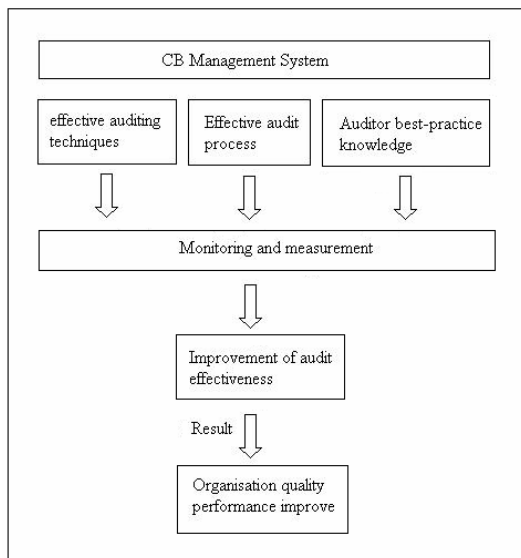 CB Management System
effective auditing
techniques
Effective audit
process
Auditor best-practice
knowledge
Monitoring and measurement
Improvement of audit
effectiveness
Result
Organisation quality
performance improve